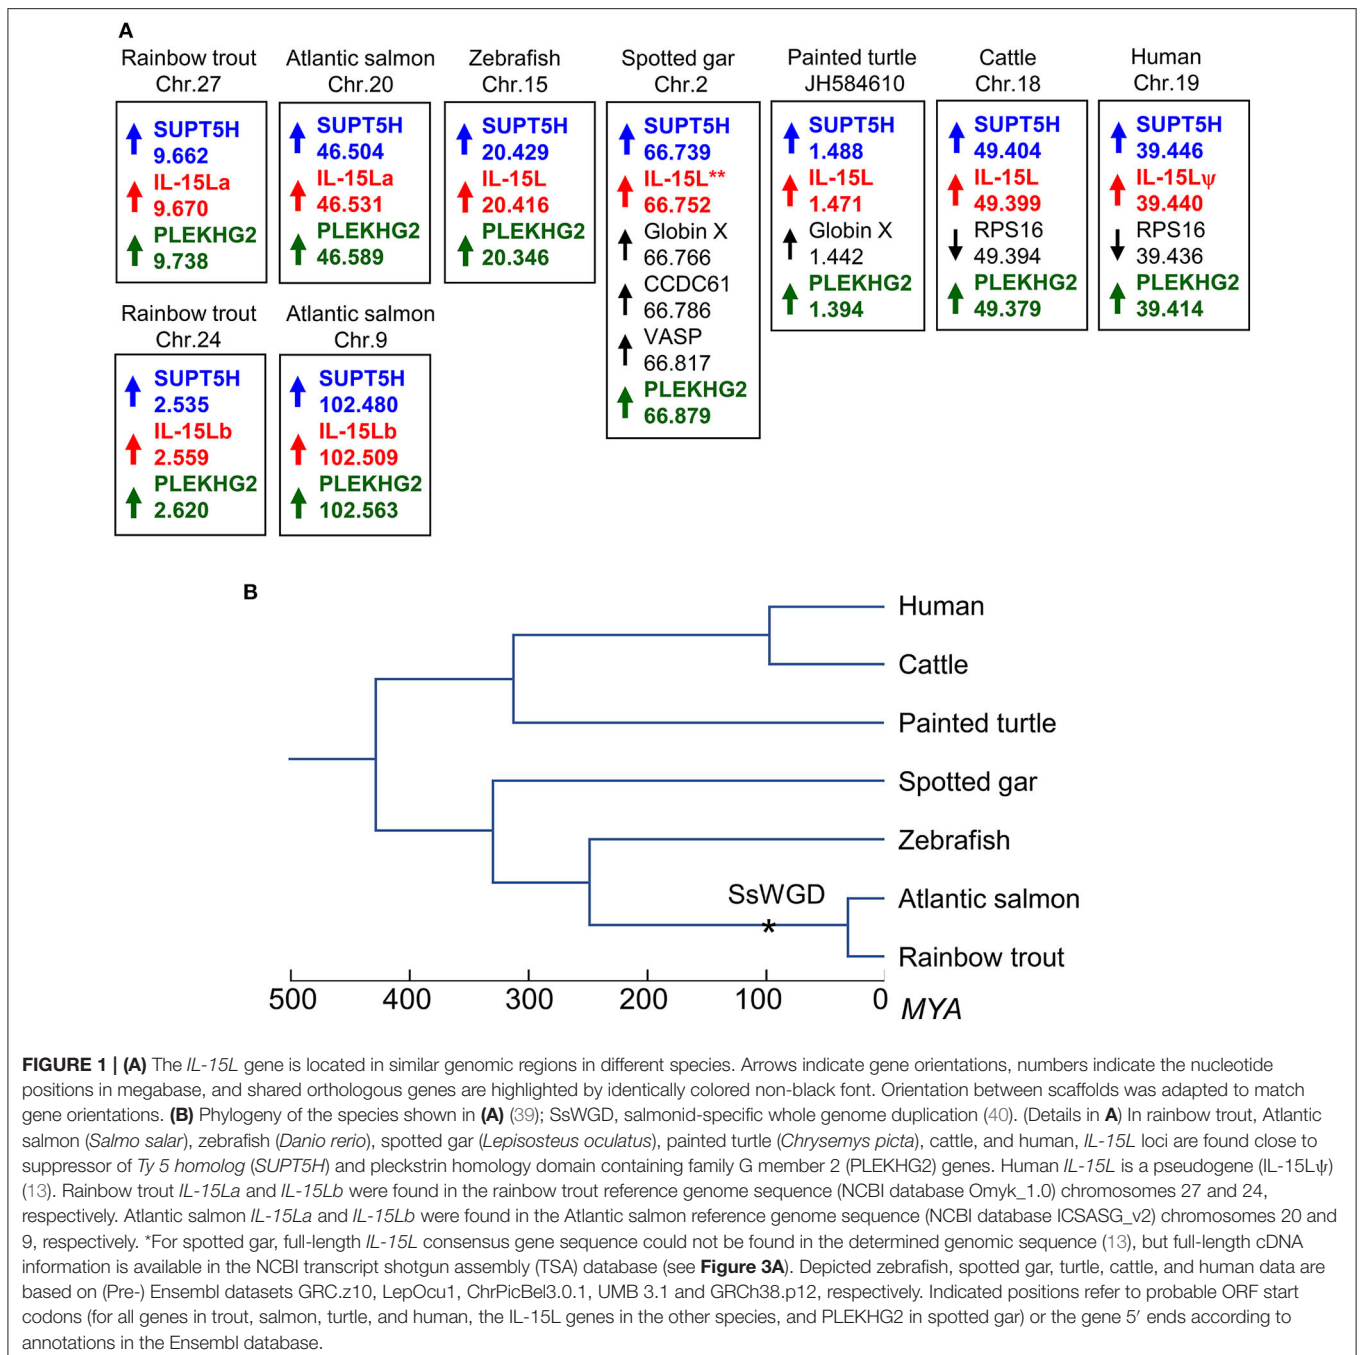 A
Rainbow trout
Chr.27
SUPT5H
9.662
IL-15La
9.670
PLEKHG2
9.738
Atlantic salmon
Chr.20
SUPT5H
46.504
IL-15La
46.531
PLEKHG2
46.589
Zebrafish
Chr.15
SUPT5H
20.429
IL-15L
20.416
PLEKHG2
20.346
Spotted gar
Chr.2
SUPT5H
66.739
IL-15L**
66.752
Globin X
66.766
CCDC61
66.786
VASP
66.817
PLEKHG2
66.879
Painted turtle
JH584610
SUPT5H
1.488
IL-15L
1.471
Globin X
1.442
PLEKHG2
1.394
Cattle
Chr.18
SUPT5H
49.404
IL-15L
49.399
RPS16
49.394
PLEKHG2
49.379
Human
Chr.19
SUPT5H
39.446
IL-15Lψ
39.440
RPS16
39.436
PLEKHG2
39.414
Rainbow trout
Chr.24
SUPT5H
2.535
IL-15Lb
2.559
PLEKHG2
2.620
Atlantic salmon
Chr.9
SUPT5H
102.480
IL-15Lb
102.509
PLEKHG2
102.563
B
Human
Cattle
Painted turtle
Spotted gar
Zebrafish
SsWGD
*
Atlantic salmon
Rainbow trout
500 400 300 200 100 0 MYA
FIGURE 1 | (A) The IL-15L gene is located in similar genomic regions in different species. Arrows indicate gene orientations, numbers indicate the nucleotide
positions in megabase, and shared orthologous genes are highlighted by identically colored non-black font. Orientation between scaffolds was adapted to match
gene orientations. (B) Phylogeny of the species shown in (A) (39); SsWGD, salmonid-specific whole genome duplication (40). (Details in A) In rainbow trout, Atlantic
salmon (Salmo salar), zebrafish (Danio rerio), spotted gar (Lepisosteus oculatus), painted turtle (Chrysemys picta), cattle, and human, IL-15L loci are found close to
suppressor of Ty 5 homolog (SUPT5H) and pleckstrin homology domain containing family G member 2 (PLEKHG2) genes. Human IL-15L is a pseudogene (IL-15Lψ)
(13). Rainbow trout IL-15La and IL-15Lb were found in the rainbow trout reference genome sequence (NCBI database Omyk_1.0) chromosomes 27 and 24,
respectively. Atlantic salmon IL-15La and IL-15Lb were found in the Atlantic salmon reference genome sequence (NCBI database ICSASG_v2) chromosomes 20 and
9, respectively. *For spotted gar, full-length IL-15L consensus gene sequence could not be found in the determined genomic sequence (13), but full-length cDNA
information is available in the NCBI transcript shotgun assembly (TSA) database (see Figure 3A). Depicted zebrafish, spotted gar, turtle, cattle, and human data are
based on (Pre-) Ensembl datasets GRC.z10, LepOcu1, ChrPicBel3.0.1, UMB 3.1 and GRCh38.p12, respectively. Indicated positions refer to probable ORF start
codons (for all genes in trout, salmon, turtle, and human, the IL-15L genes in the other species, and PLEKHG2 in spotted gar) or the gene 5′ ends according to
annotations in the Ensembl database.